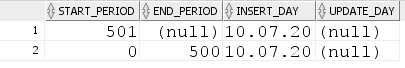 START_PERIOD END_PERIOD INSERT_DAY UPDATE_DAY
1 501 (null) 10.07.20 (null)
2 0 500 10.07.20 (null)